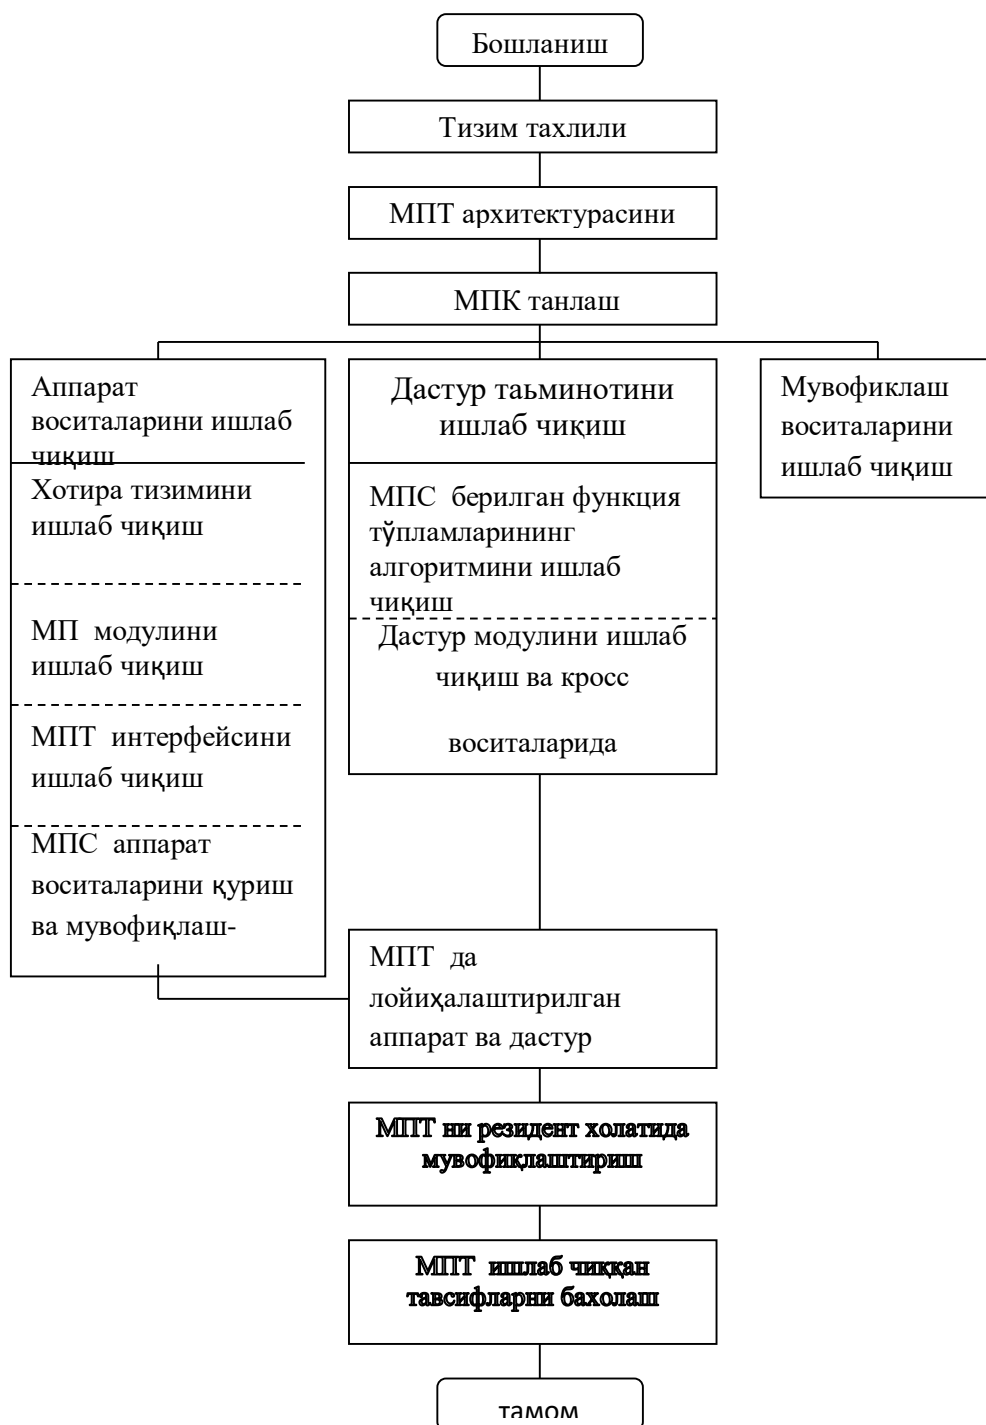 Бошланиш
Тизим тахлили
МПТ архитектурасини
МПК танлаш
Аппарат
воситаларини ишлаб
чиқиш
Хотира тизимини
ишлаб чиқиш
МП модулини
ишлаб чиқиш
МПТ интерфейсини
ишлаб чиқиш
МПС аппарат
воситаларини қуриш
ва мувофиқлаш-
Дастур таьминотини
ишлаб чиқиш
МПС берилган функция
тўпламларининг
алгоритмини ишлаб
чиқиш
Дастур модулини ишлаб
чиқиш ва кросс
воситаларида
Мувофиклаш
воситаларини
ишлаб чиқиш
МПТ да
лойиҳалаштирилган
аппарат ва дастур
МПТ ни резидент холатида
мувофиқлаштириш
МПТ ишлаб чиққан
тавсифларни бахолаш
тамом